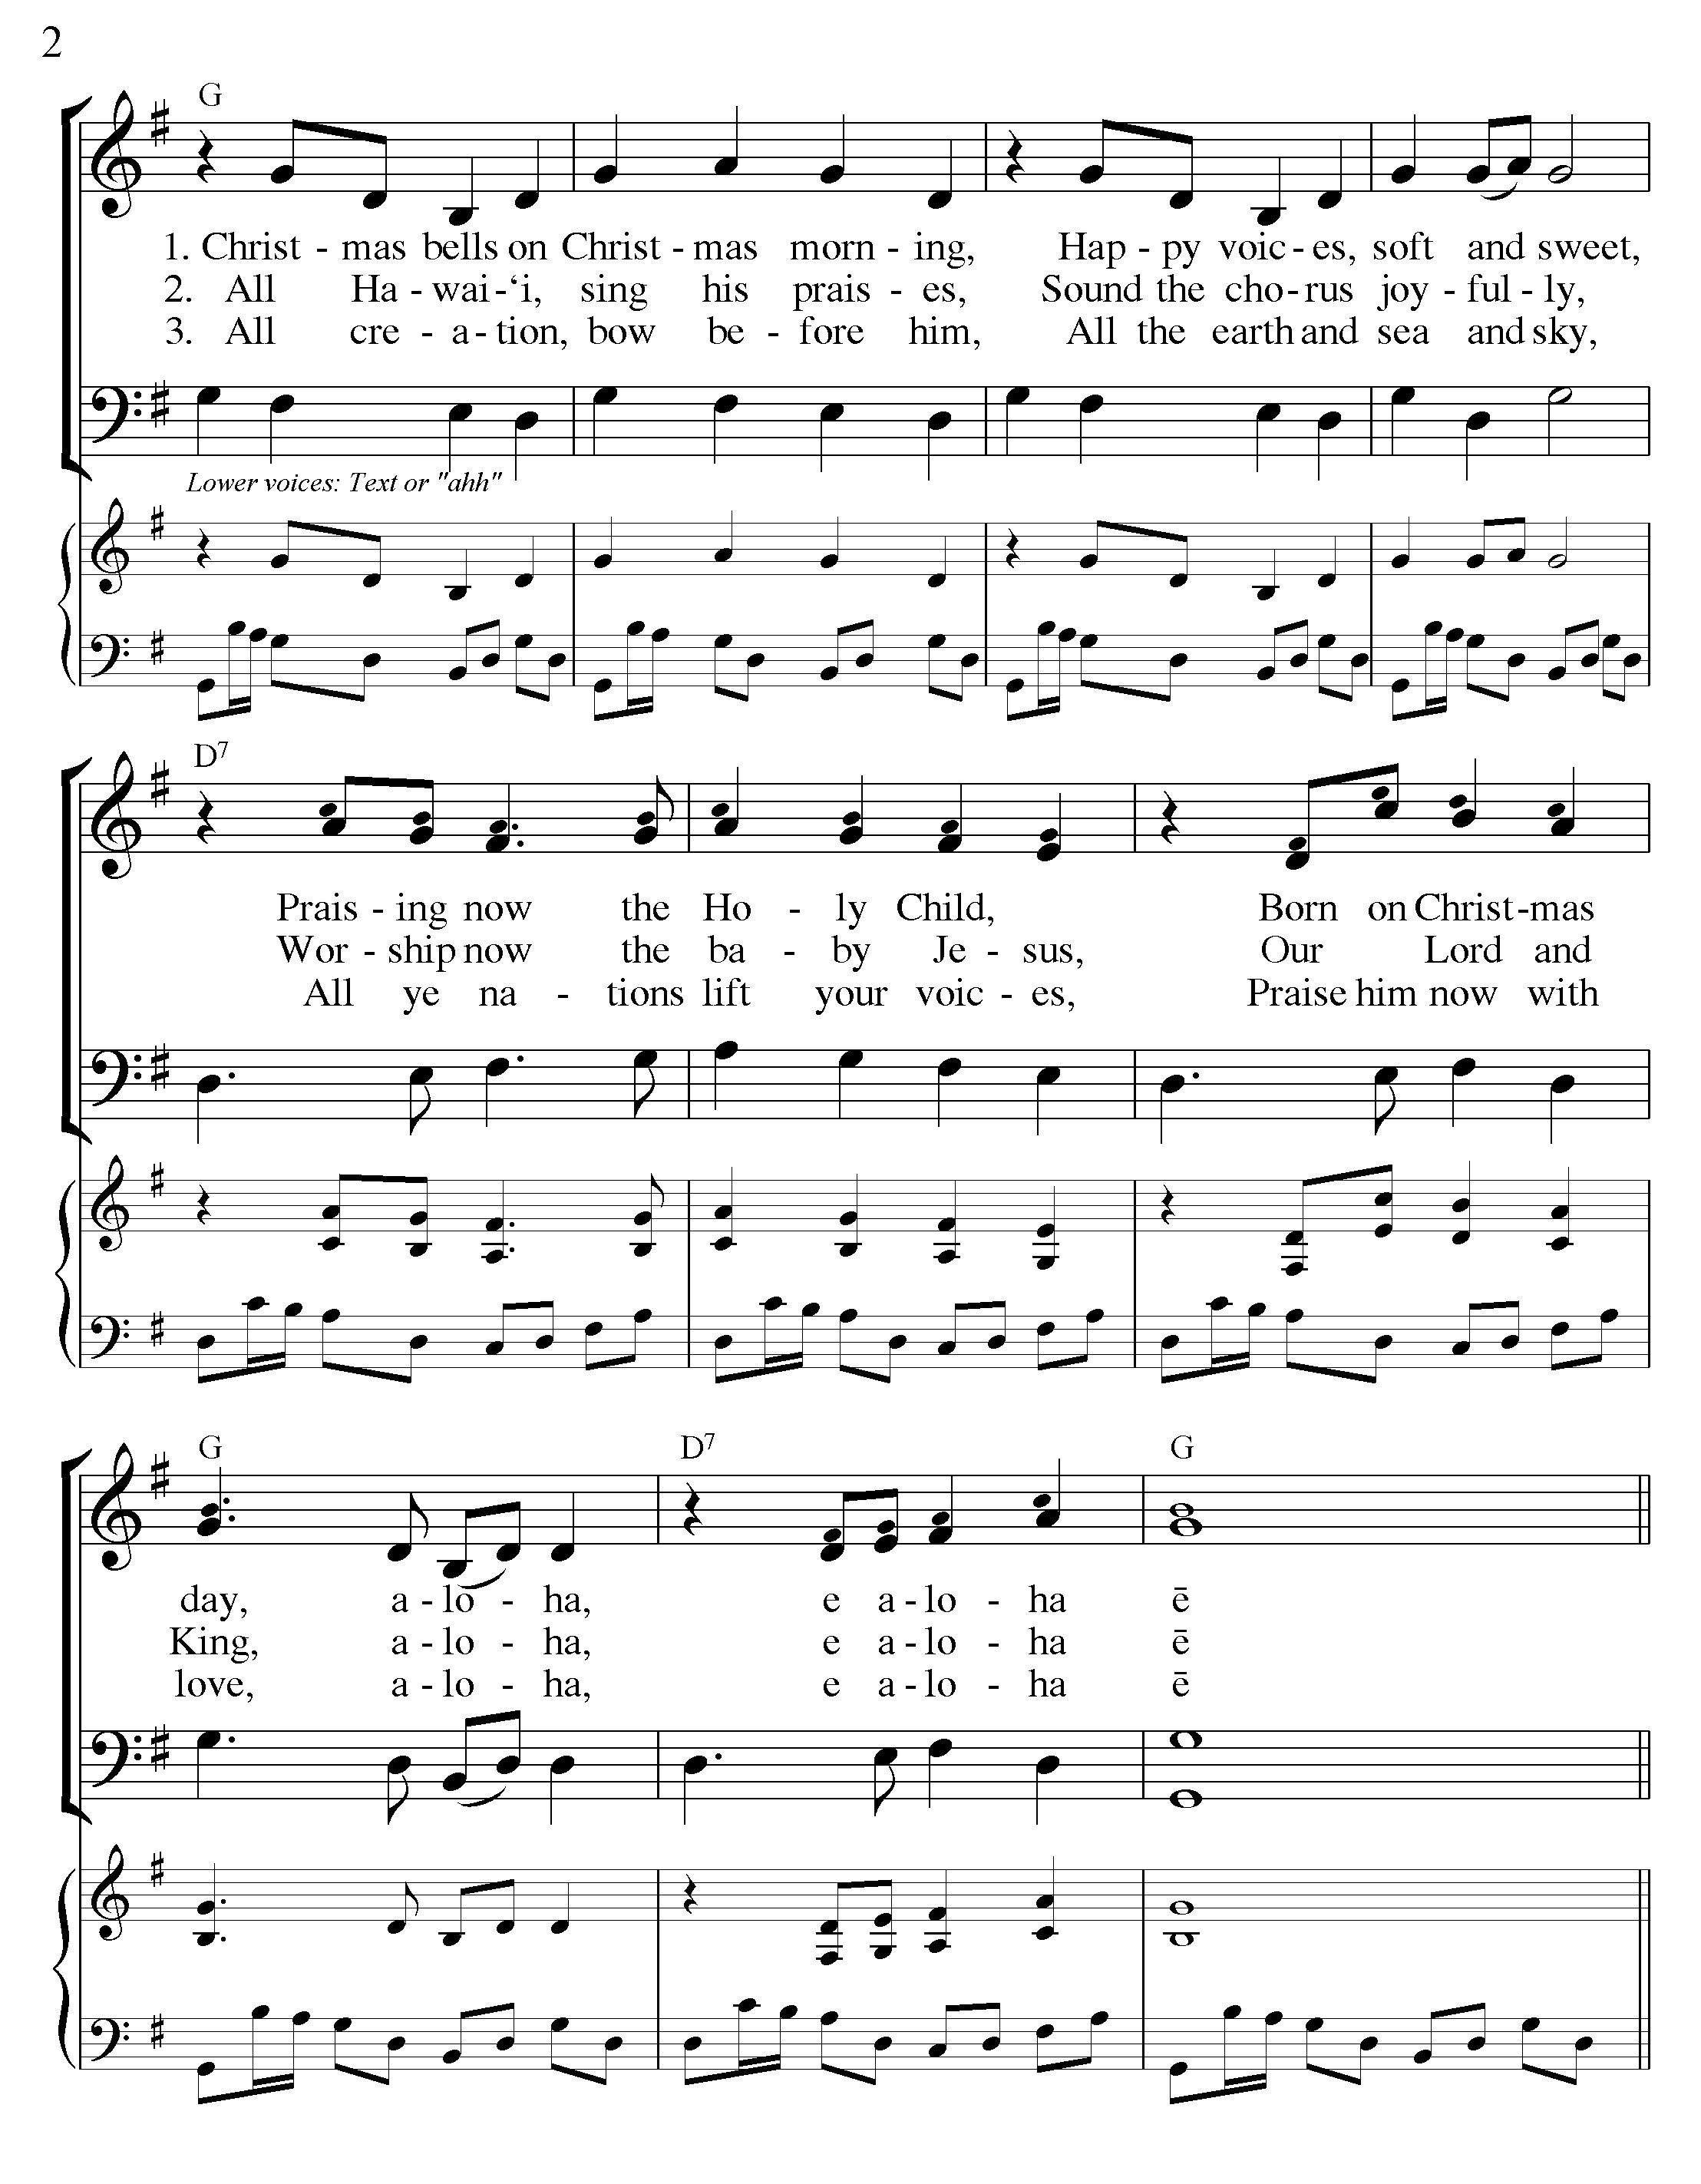 2
G
1. Christ - mas bells on Christ - mas morn - ing, Hap - py voic - es, soft and sweet,
2. All Ha - wai - ‘i, sing his prais - es, Sound the cho - rus joy - ful - ly,
3. All cre - a - tion, bow be - fore him, All the earth and sea and sky,
Lower voices: Text or "ahh"
D7
Prais - ing now the Ho - ly Child, Born on Christ - mas
Wor - ship now the ba - by Je - sus, Our Lord and
All ye na - tions lift your voic - es, Praise him now with
G D7 G
day, a - lo - ha, e a - lo - ha ē
King, a - lo - ha, e a - lo - ha ē
love, a - lo - ha, e a - lo - ha ē